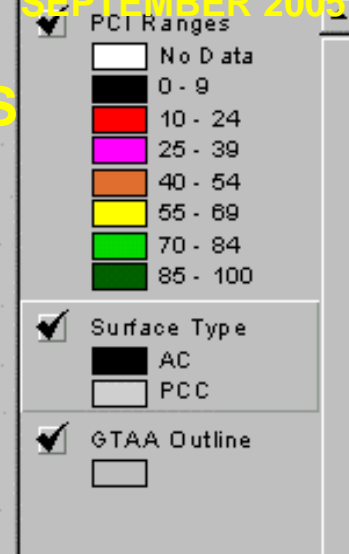 SEPTEMBER 2005
PCI Ranges
No Data
0 - 9
S
10 - 24
25 - 39
40 - 54
55 - 69
70 - 84
85 - 100
Surface Type
AC
PCC
GTAA Outline